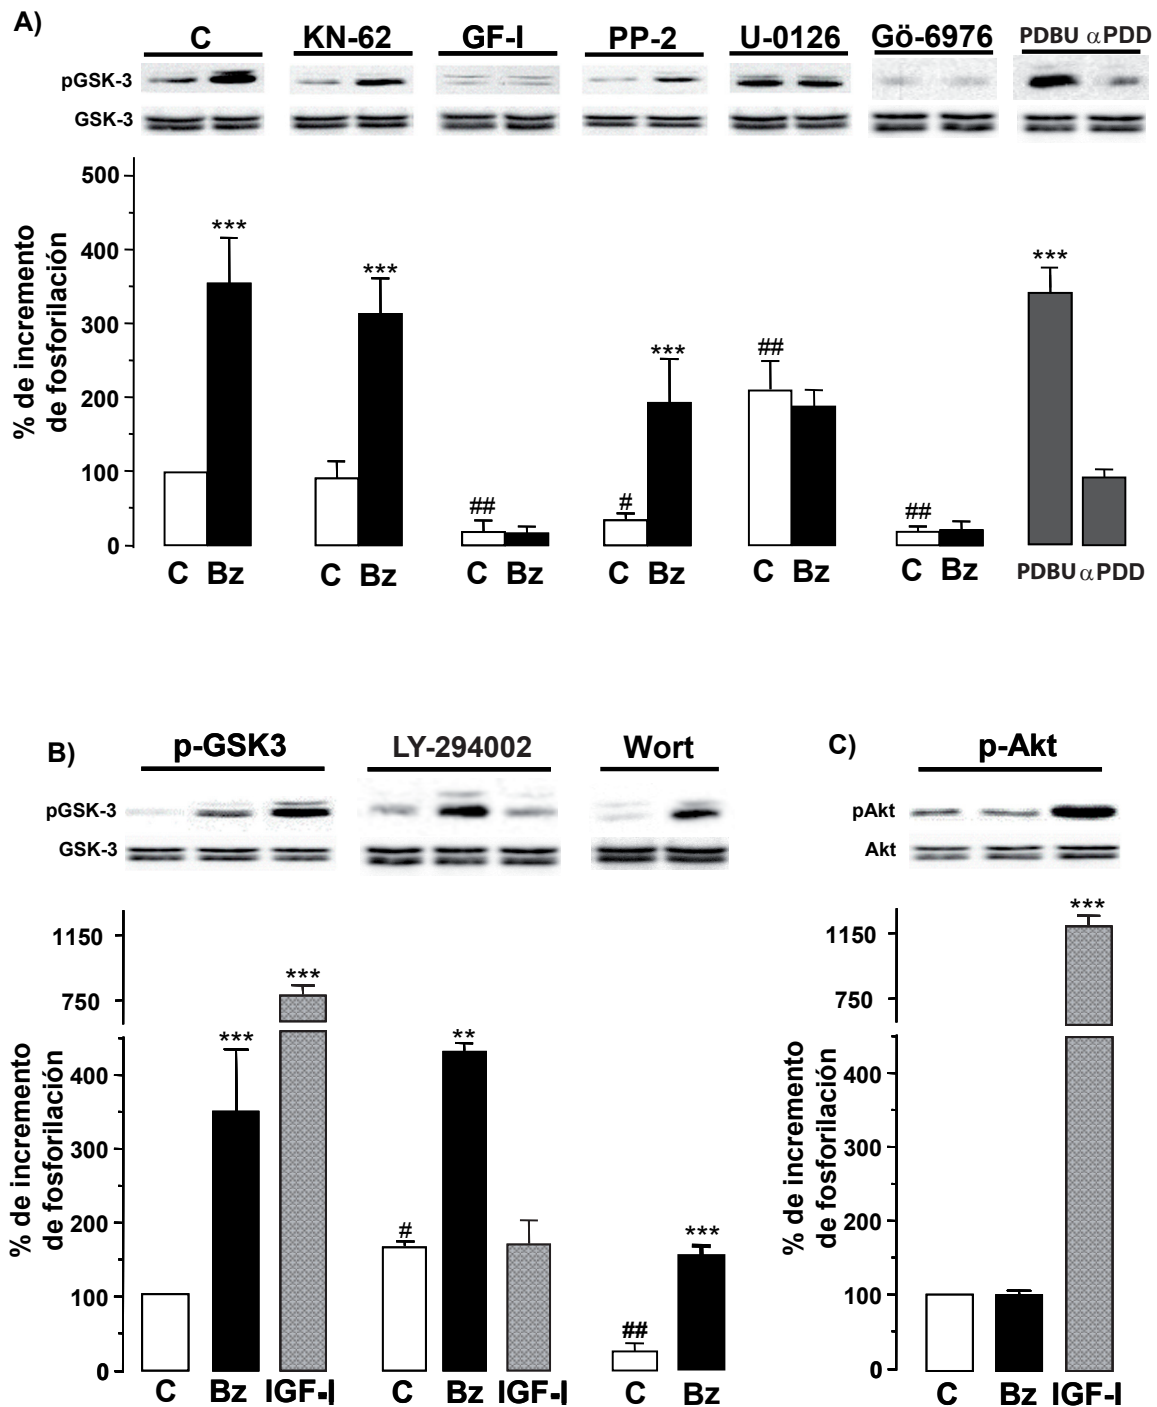 A)
C KN-62 GF-I PP-2 U-0126 Gö-6976 PDBU αPDD
pGSK-3
GSK-3
% de incremento
de fosforilación
500
400
300
200
100
0
***
***
##
#
***
##
##
***
C Bz C Bz C Bz C Bz C Bz C Bz PDBU αPDD
B)
p-GSK3 LY-294002 Wort
pGSK-3
GSK-3
% de incremento
de fosforilación
1150
750
400
300
200
100
0
***
***
#
**
##
***
C Bz IGF-I C Bz IGF-I C Bz
C)
p-Akt
pAkt
Akt
% de incremento
de fosforilación
1150
750
400
300
200
100
0
***
C Bz IGF-I